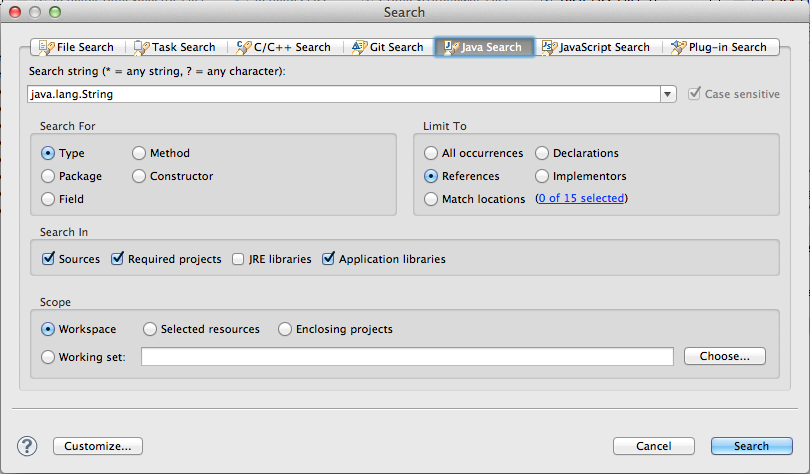 Search
File Search Task Search C/C++ Search Git Search Java Search JavaScript Search Plug-in Search
Search string (* = any string, ? = any character):
java.lang.String Case sensitive
Search For
Type Method
Package Constructor
Field
Limit To
All occurrences Declarations
References Implementors
Match locations (0 of 15 selected)
Search In
Sources Required projects JRE libraries Application libraries
Scope
Workspace Selected resources Enclosing projects
Working set: Choose...
? Customize... Cancel Search